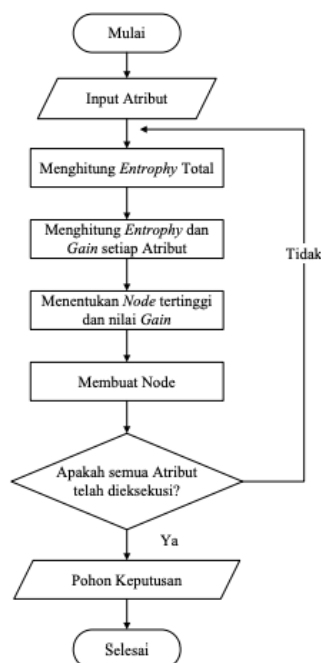 Mulai
Input Atribut
Menghitung Entrophy Total
Menghitung Entrophy dan
Gain setiap Atribut
Tidak
Menentukan Node tertinggi
dan nilai Gain
Membuat Node
Apakah semua Atribut
telah dieksekusi?
Ya
Pohon Keputusan
Selesai